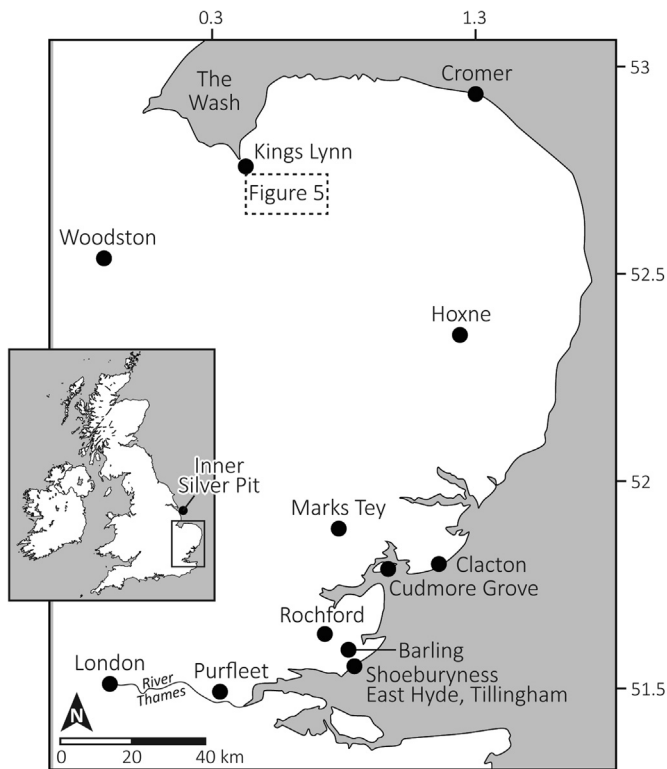 0.3
1.3
The
Wash
Cromer
53
Kings Lynn
Figure 5
Woodston
52.5
Hoxne
Inner
Silver Pit
52
Marks Tey
Clacton
Cudmore Grove
Rochford
Barling
London
River
Thames
Purfleet
Shoeburyness
East Hyde, Tillingham
51.5
N
0
20
40 km